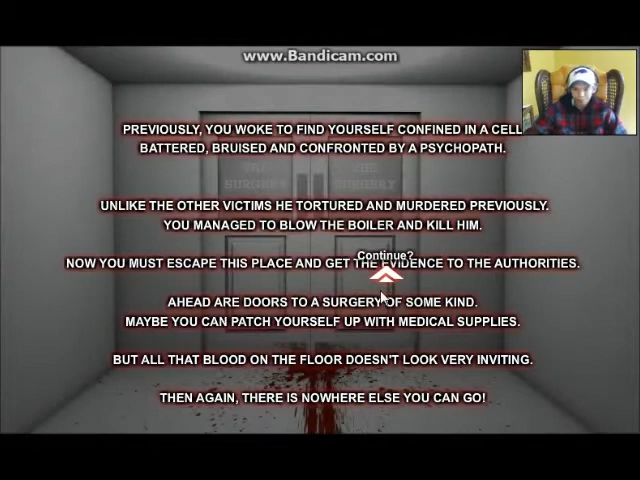 www.Bandicam.com
PREVIOUSLY, YOU WOKE TO FIND YOURSELF CONFINED IN A CELL
BATTERED, BRUISED AND CONFRONTED BY A PSYCHOPATH.
THE SURGERY THE SURGERY
UNLIKE THE OTHER VICTIMS HE TORTURED AND MURDERED PREVIOUSLY.
YOU MANAGED TO BLOW THE BOILER AND KILL HIM.
Continue?
NOW YOU MUST ESCAPE THIS PLACE AND GET THE EVIDENCE TO THE AUTHORITIES.
AHEAD ARE DOORS TO A SURGERY OF SOME KIND.
MAYBE YOU CAN PATCH YOURSELF UP WITH MEDICAL SUPPLIES.
BUT ALL THAT BLOOD ON THE FLOOR DOESN'T LOOK VERY INVITING.
THEN AGAIN, THERE IS NOWHERE ELSE YOU CAN GO!